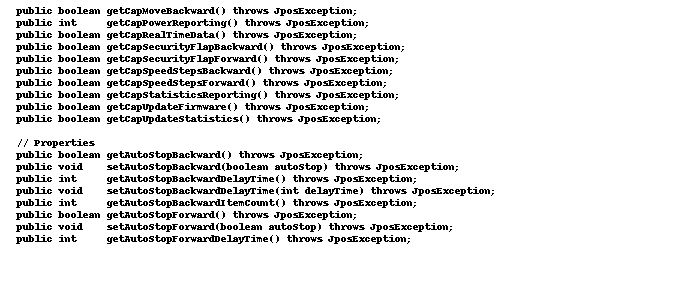 public boolean getCapMoveBackward() throws JposException;
public int     getCapPowerReporting() throws JposException;
public boolean getCapRealTimeData() throws JposException;
public boolean getCapSecurityFlapBackward() throws JposException;
public boolean getCapSecurityFlapForward() throws JposException;
public boolean getCapSpeedStepsBackward() throws JposException;
public boolean getCapSpeedStepsForward() throws JposException;
public boolean getCapStatisticsReporting() throws JposException;
public boolean getCapUpdateFirmware() throws JposException;
public boolean getCapUpdateStatistics() throws JposException;
// Properties
public boolean getAutoStopBackward() throws JposException;
public void    setAutoStopBackward(boolean autoStop) throws JposException;
public int     getAutoStopBackwardDelayTime() throws JposException;
public void    setAutoStopBackwardDelayTime(int delayTime) throws JposException;
public int     getAutoStopBackwardItemCount() throws JposException;
public boolean getAutoStopForward() throws JposException;
public void    setAutoStopForward(boolean autoStop) throws JposException;
public int     getAutoStopForwardDelayTime() throws JposException;